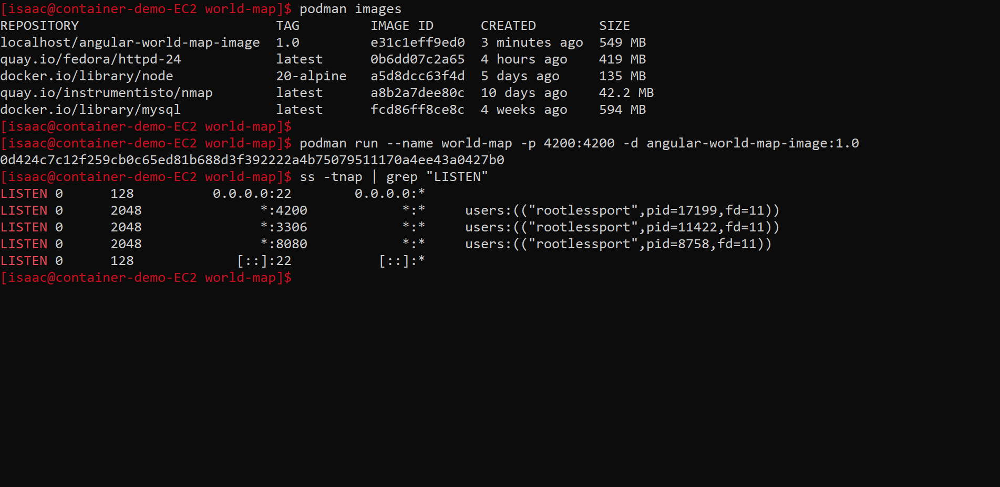 [isaac@container-demo-EC2 world-map]$ podman images
REPOSITORY                         TAG         IMAGE ID      CREATED         SIZE
localhost/angular-world-map-image  1.0         e31c1eff9ed0  3 minutes ago   549 MB
quay.io/fedora/httpd-24            latest      0b6dd07c2a65  4 hours ago     419 MB
docker.io/library/node             20-alpine   a5d8dcc63f4d  5 days ago      135 MB
quay.io/instrumentisto/nmap        latest      a8b2a7dee80c  10 days ago     42.2 MB
docker.io/library/mysql            latest      fcd86ff8ce8c  4 weeks ago     594 MB
[isaac@container-demo-EC2 world-map]$
[isaac@container-demo-EC2 world-map]$ podman run --name world-map -p 4200:4200 -d angular-world-map-image:1.0
0d424c7c12f259cb0c65ed81b688d3f392222a4b75079511170a4ee43a0427b0
[isaac@container-demo-EC2 world-map]$ ss -tnap | grep "LISTEN"
LISTEN 0      128          0.0.0.0:22        0.0.0.0:*
LISTEN 0      2048               *:4200            *:*     users:(("rootlessport",pid=17199,fd=11))
LISTEN 0      2048               *:3306            *:*     users:(("rootlessport",pid=11422,fd=11))
LISTEN 0      2048               *:8080            *:*     users:(("rootlessport",pid=8758,fd=11))
LISTEN 0      128             [::]:22           [::]:*
[isaac@container-demo-EC2 world-map]$